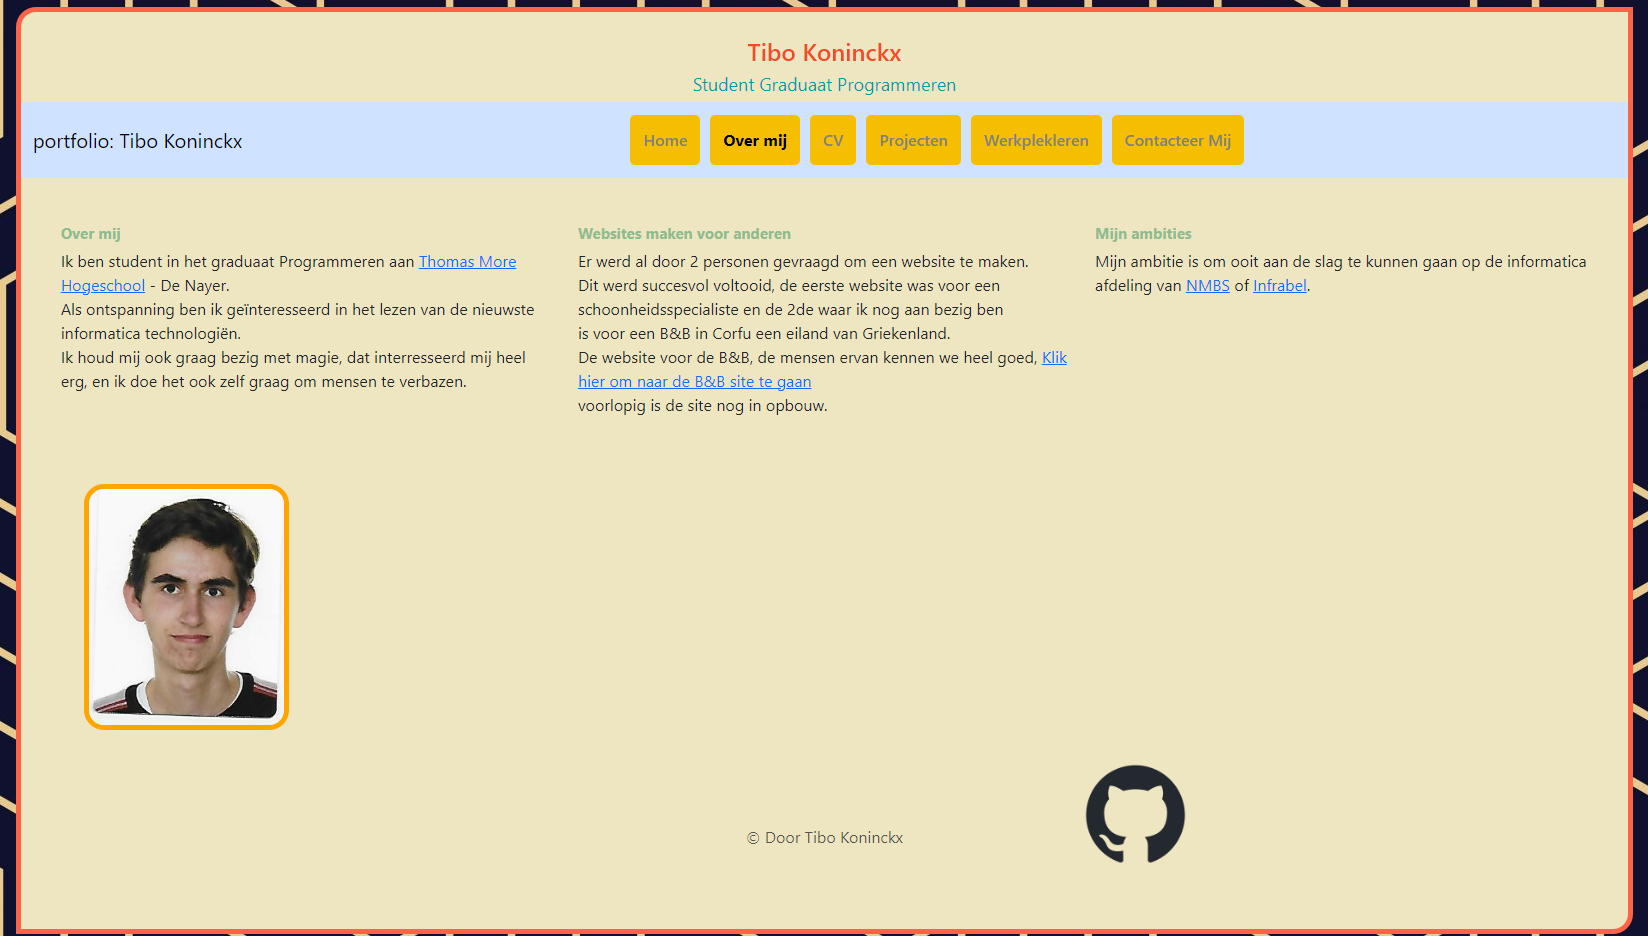 Tibo Koninckx
Student Graduaat Programmeren
portfolio: Tibo Koninckx
Home
Over mij
CV
Projecten
Werkplekleren
Contacteer Mij
Over mij
Ik ben student in het graduaat Programmeren aan Thomas More
Hogeschool - De Nayer.
Als ontspanning ben ik geïnteresseerd in het lezen van de nieuwste
informatica technologiën.
Ik houd mij ook graag bezig met magie, dat interresseerd mij heel
erg, en ik doe het ook zelf graag om mensen te verbazen.
Websites maken voor anderen
Er werd al door 2 personen gevraagd om een website te maken.
Dit werd succesvol voltooid, de eerste website was voor een
schoonheidsspecialiste en de 2de waar ik nog aan bezig ben
is voor een B&B in Corfu een eiland van Griekenland.
De website voor de B&B, de mensen ervan kennen we heel goed, Klik
hier om naar de B&B site te gaan
voorlopig is de site nog in opbouw.
Mijn ambities
Mijn ambitie is om ooit aan de slag te kunnen gaan op de informatica
afdeling van NMBS of Infrabel.
© Door Tibo Koninckx